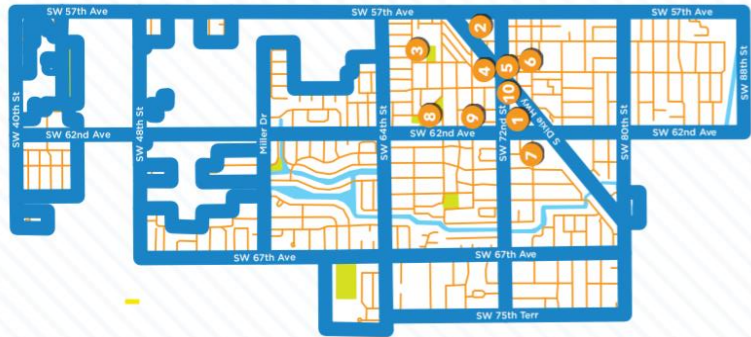 SW 57th Ave
SW 57th Ave
SW 57th Ave
SW 40th St
SW 48th St
Miller Dr
SW 64th St
SW 72nd St
S Dixie Hwy
SW 80th St
SW 88th St
2
3
4
5
6
10
8
9
1
7
SW 62nd Ave
SW 62nd Ave
SW 62nd Ave
SW 67th Ave
SW 67th Ave
SW 75th Terr